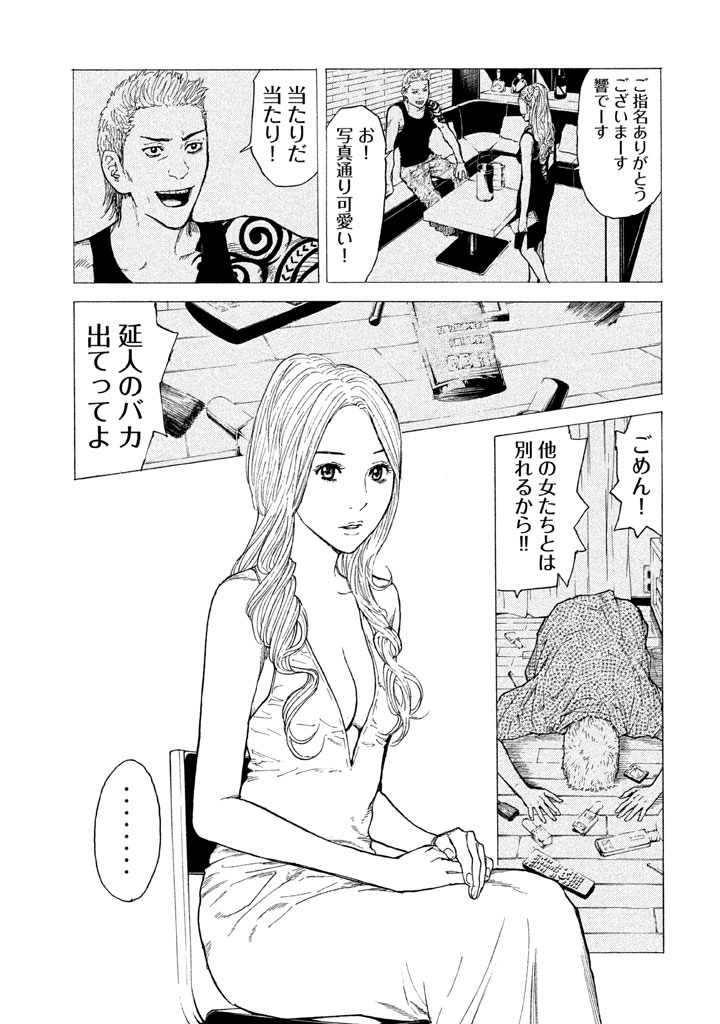 ご指名ありがとう
ございまーす
響でーす
お！
写真通り可愛い！
当たりだ
当たり！
ごめん！
他の女たちとは
別れるから!!
延人のバカ
出てってよ
………